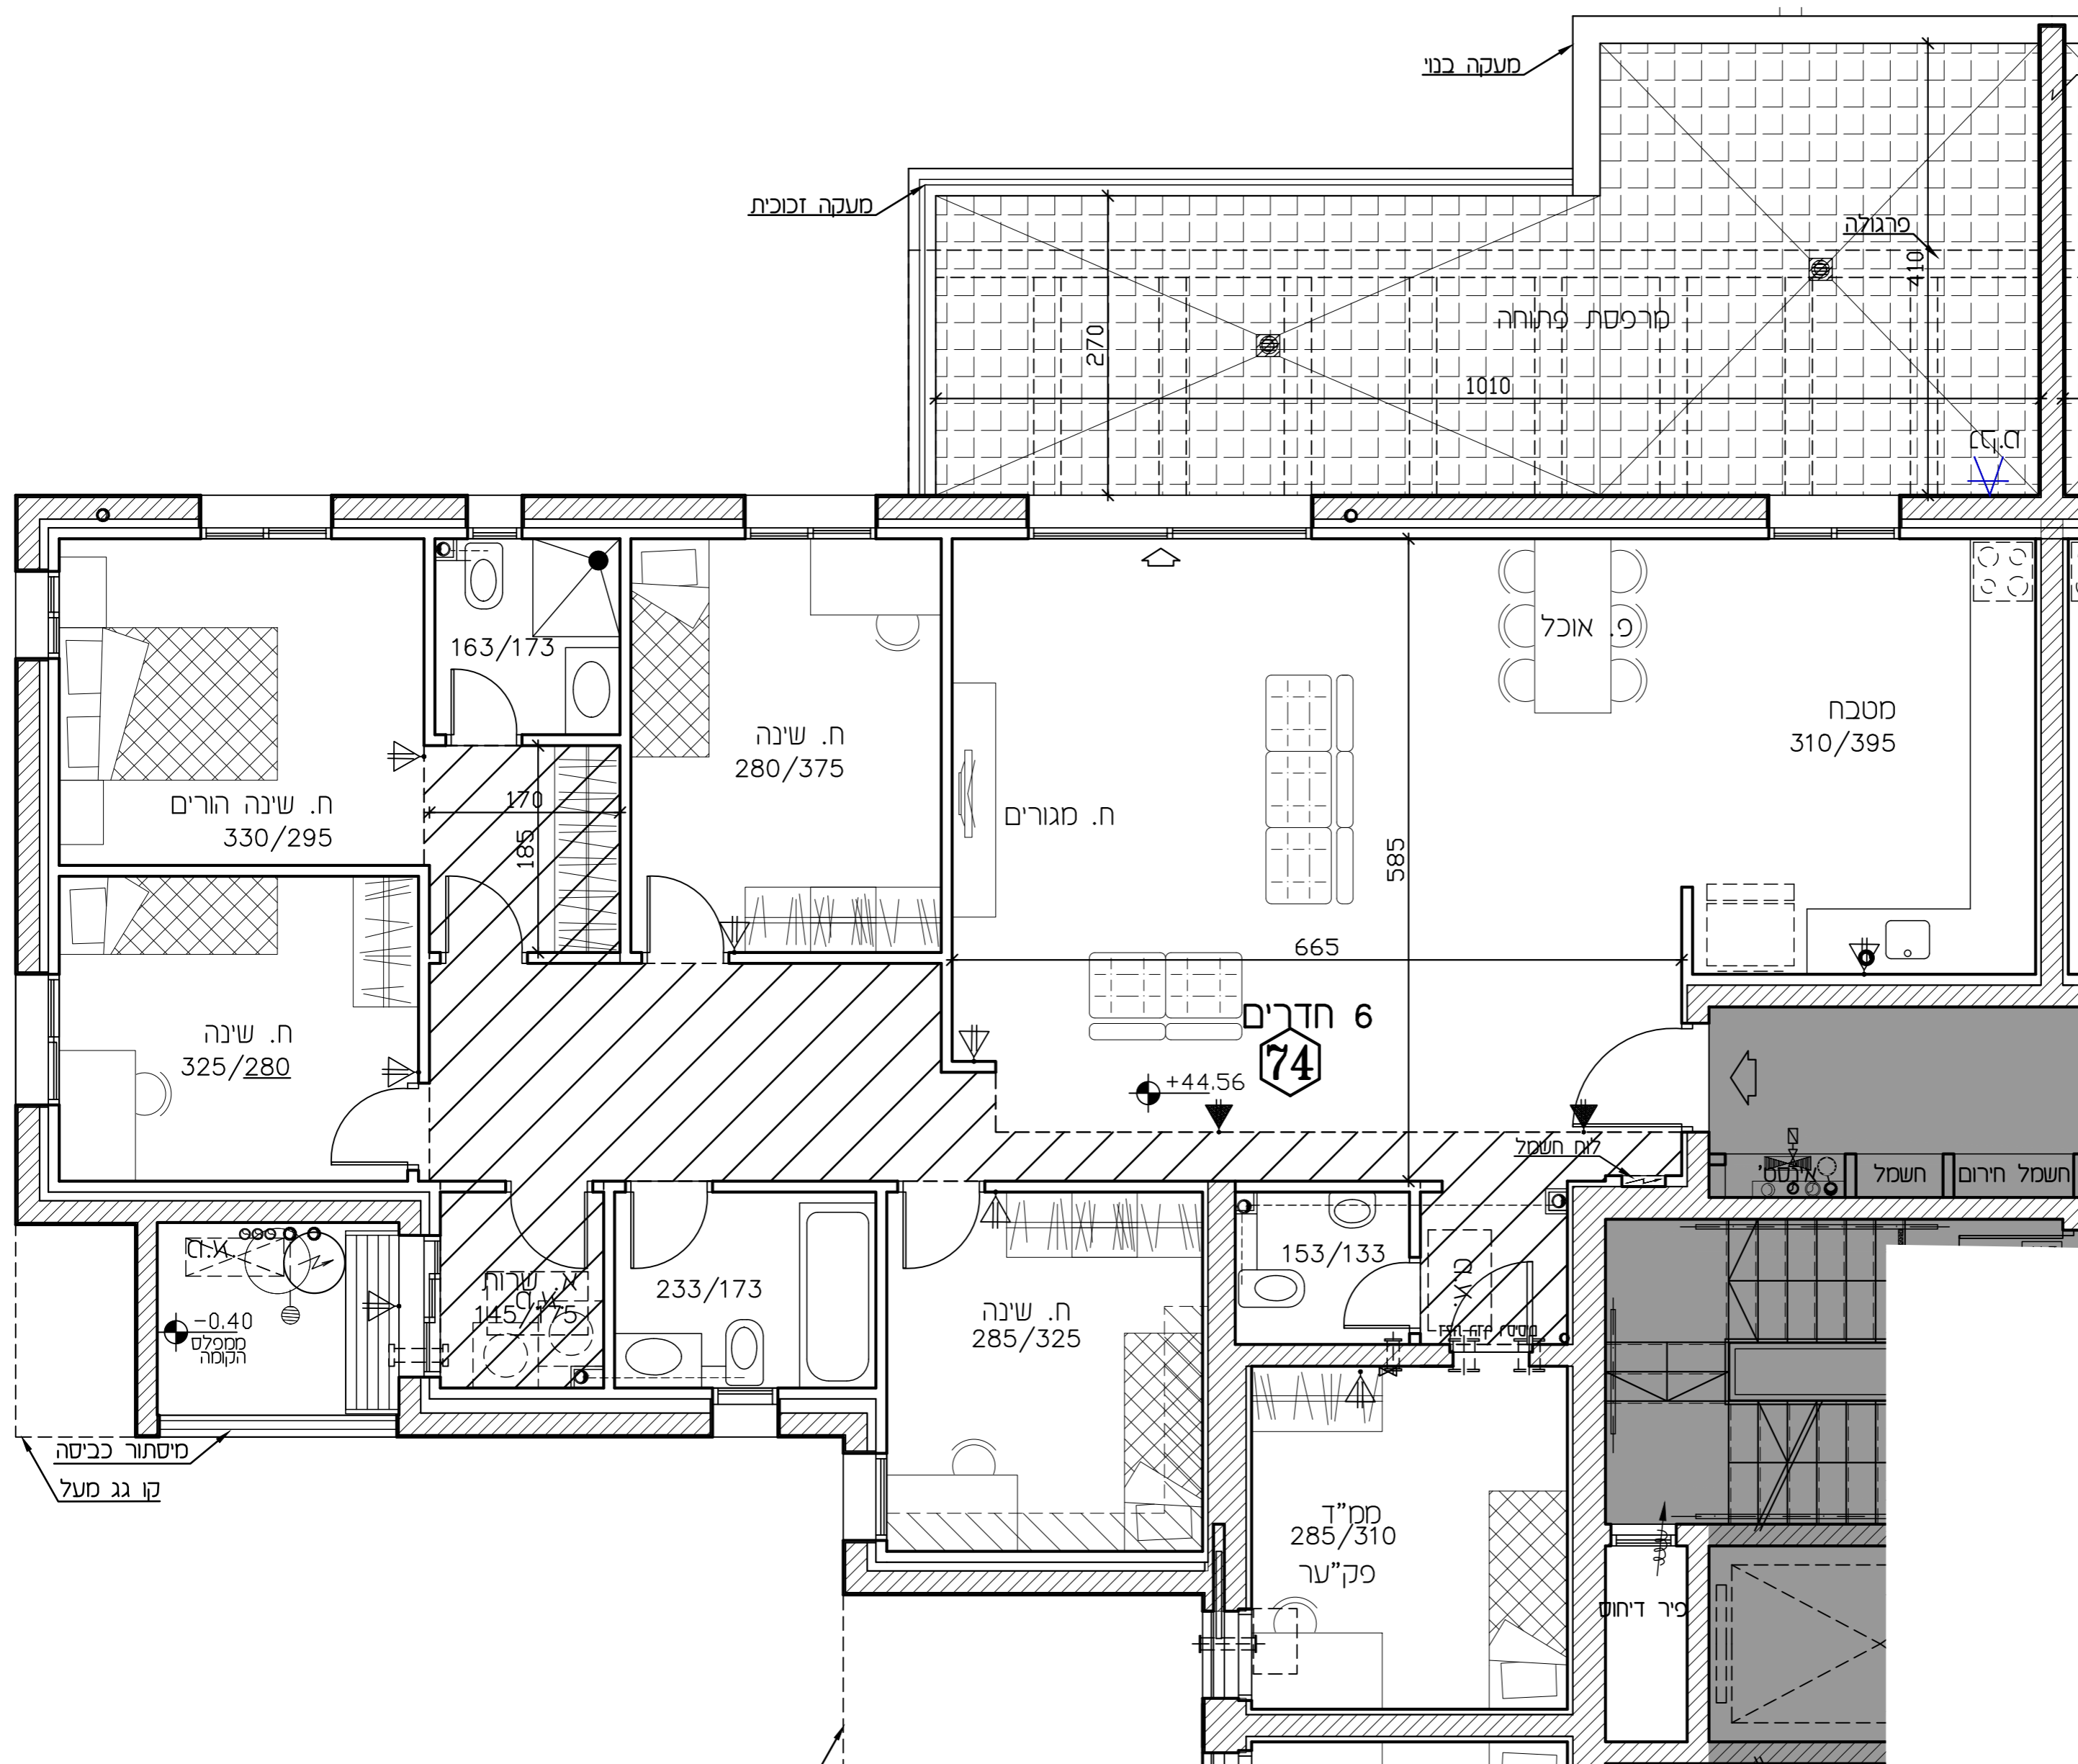 מעקה בנוי
מעקה זכוכית
פרגולה
410
270
מרפסת פתוחה
1010
163/173
פ. אוכל
מטבח
310/395
ח. שינה
280/375
ח. שינה הורים
330/295
170
185
ח. מגורים
585
665
6 חדרים
74
+44.56
ח. שינה
325/280
לוח חשמל
חשמל
חשמל חירום
153/133
א. שרות
145/175
233/173
ח. שינה
285/325
-0.40
ממפלס
הקומה
מיסתור כביסה
קו גג מעל
ממ"ד
285/310
פק"ער
פיר דיחוס